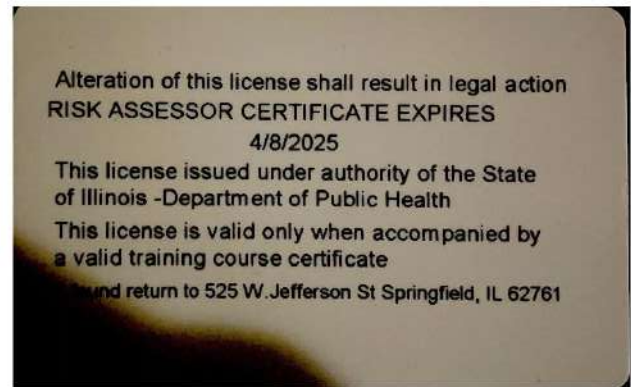 Alteration of this license shall result in legal action
RISK ASSESSOR CERTIFICATE EXPIRES
4/8/2025
This license issued under authority of the State
of Illinois -Department of Public Health
This license is valid only when accompanied by
a valid training course certificate
return to 525 W.Jefferson St Springfield, IL 62761